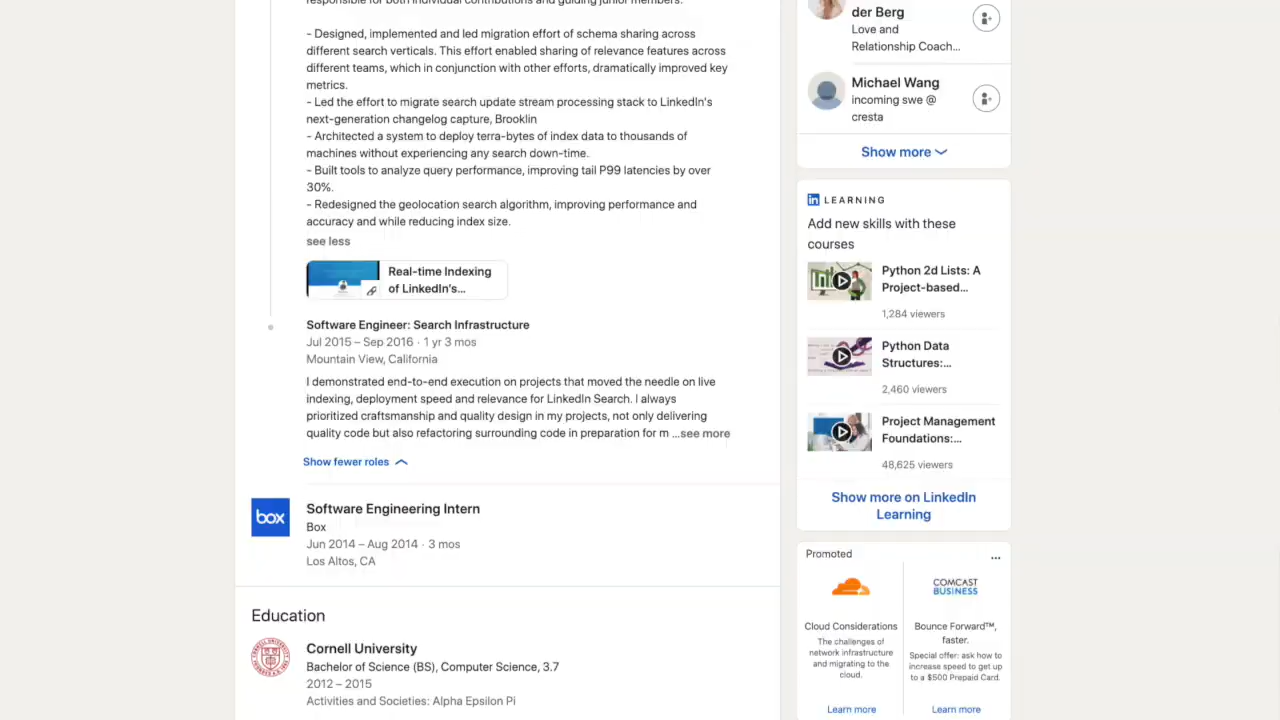 responsible for both individual contributions and guiding junior members.
- Designed, implemented and led migration effort of schema sharing across
different search verticals. This effort enabled sharing of relevance features across
different teams, which in conjunction with other efforts, dramatically improved key
metrics.
- Led the effort to migrate search update stream processing stack to LinkedIn's
next-generation changelog capture, Brooklin
- Architected a system to deploy terra-bytes of index data to thousands of
machines without experiencing any search down-time.
- Built tools to analyze query performance, improving tail P99 latencies by over
30%.
- Redesigned the geolocation search algorithm, improving performance and
accuracy and while reducing index size.
see less
Real-time Indexing
of LinkedIn's...
Software Engineer: Search Infrastructure
Jul 2015 – Sep 2016 · 1 yr 3 mos
Mountain View, California
I demonstrated end-to-end execution on projects that moved the needle on live
indexing, deployment speed and relevance for LinkedIn Search. I always
prioritized craftsmanship and quality design in my projects, not only delivering
quality code but also refactoring surrounding code in preparation for m ...see more
Show fewer roles
box
Software Engineering Intern
Box
Jun 2014 – Aug 2014 · 3 mos
Los Altos, CA
Education
Cornell University
Bachelor of Science (BS), Computer Science, 3.7
2012 – 2015
Activities and Societies: Alpha Epsilon Pi
der Berg
Love and
Relationship Coach...
Michael Wang
incoming swe @
cresta
Show more
in LEARNING
Add new skills with these
courses
Python 2d Lists: A
Project-based...
1,284 viewers
Python Data
Structures:...
2,460 viewers
Project Management
Foundations:...
48,625 viewers
Show more on LinkedIn
Learning
Promoted
...
Cloud Considerations
The challenges of
network infrastructure
and migrating to the
cloud.
Learn more
COMCAST
BUSINESS
Bounce Forward™,
faster.
Special offer: ask how to
increase speed to get up
to a $500 Prepaid Card.
Learn more